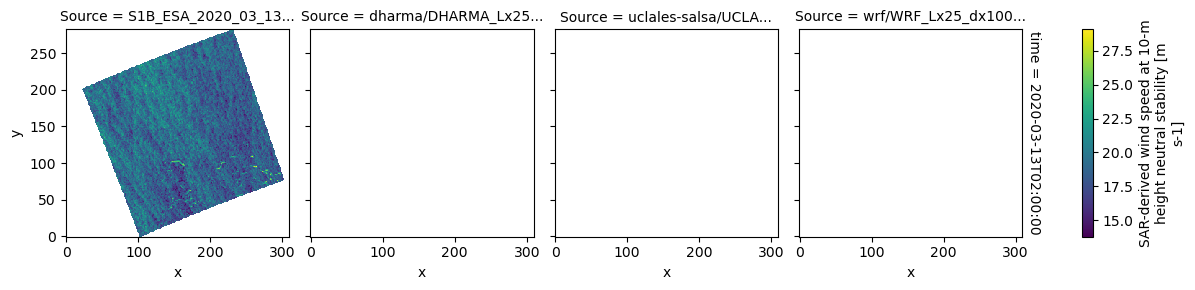 Source = S1B_ESA_2020_03_13...
Source = dharma/DHARMA_Lx25...
Source = uclales-salsa/UCLA...
Source = wrf/WRF_Lx25_dx100...
250
200
150
100
50
0
y
0 100 200 300
x
0 100 200 300
x
0 100 200 300
x
0 100 200 300
x
time = 2020-03-13T02:00:00
27.5
25.0
22.5
20.0
17.5
15.0
SAR-derived wind speed at 10-m
height neutral stability [m
s-1]